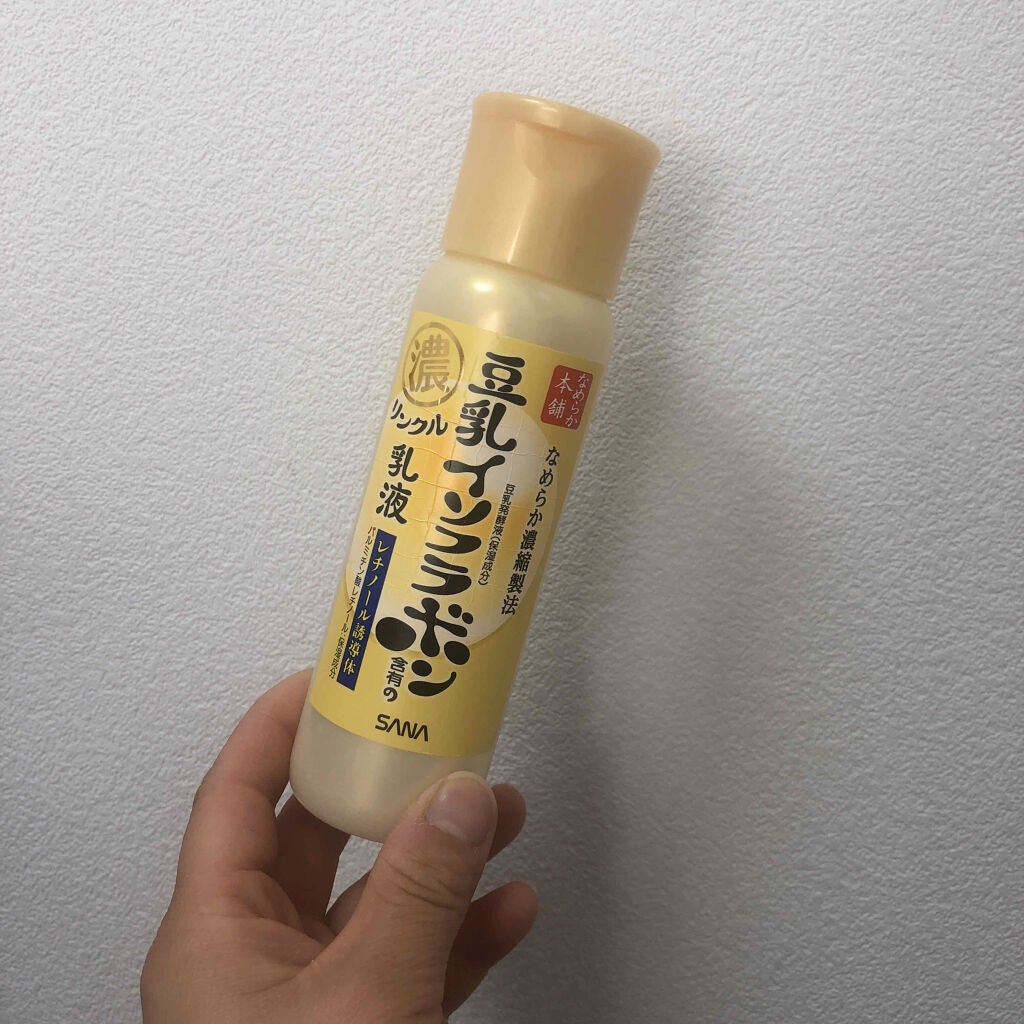 なめらか
本舗
なめらか濃縮製法
豆乳イソフラボン
含有の
豆乳発酵液(保湿成分)
濃
リンクル
乳液
レチノール誘導体
パルミチン酸レチノール:保湿成分
SANA